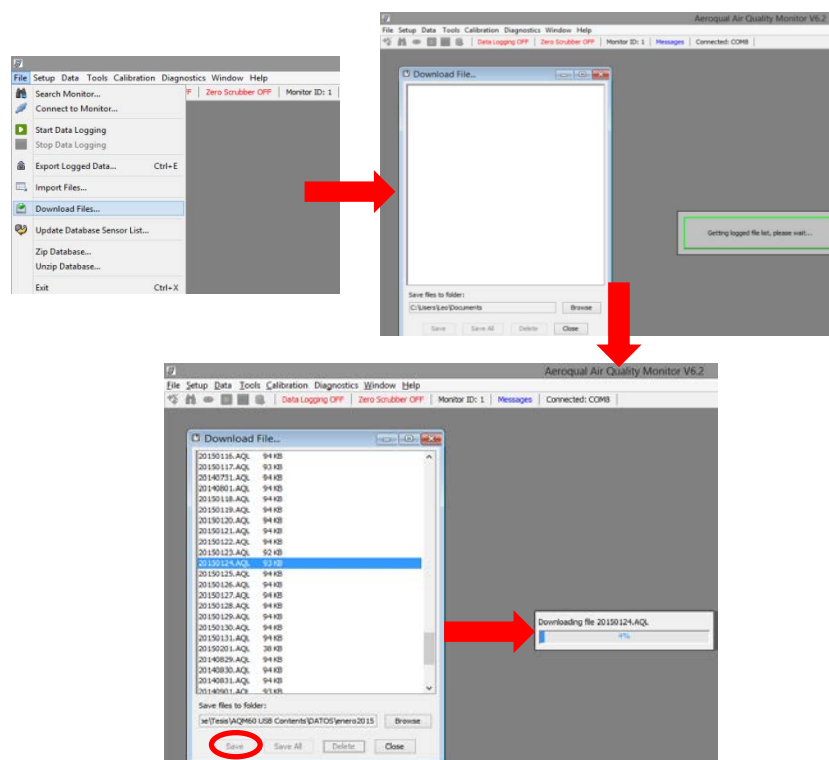 File Setup Data Tools Calibration Diagnostics Window Help
F Zero Scrubber OFF Monitor ID: 1
Search Monitor...
Connect to Monitor...
Start Data Logging
Stop Data Logging
Export Logged Data... Ctrl+E
Import Files...
Download Files...
Update Database Sensor List...
Zip Database...
Unzip Database...
Exit Ctrl+X
Aeroqual Air Quality Monitor V6.2
File Setup Data Tools Calibration Diagnostics Window Help
Data Logging OFF Zero Scrubber OFF Monitor ID: 1 Messages Connected: COM8
Download File...
Getting logged file list, please wait...
Save files to folder:
C:\Users\Leo\Documents Browse
Save Save All Delete Close
Aeroqual Air Quality Monitor V6.2
File Setup Data Tools Calibration Diagnostics Window Help
Data Logging OFF Zero Scrubber OFF Monitor ID: 1 Messages Connected: COM8
Download File...
20150116.AQL 94 KB
20150117.AQL 93 KB
20140731.AQL 94 KB
20140801.AQL 94 KB
20150118.AQL 94 KB
20150119.AQL 94 KB
20150120.AQL 94 KB
20150121.AQL 94 KB
20150122.AQL 94 KB
20150123.AQL 92 KB
20150124.AQL 93 KB
20150125.AQL 94 KB
20150126.AQL 94 KB
20150127.AQL 94 KB
20150128.AQL 94 KB
20150129.AQL 94 KB
20150130.AQL 94 KB
20150131.AQL 94 KB
20150201.AQL 38 KB
20140829.AQL 94 KB
20140830.AQL 94 KB
20140831.AQL 94 KB
20140901.AQL 93 KB
Downloading file 20150124.AQL
4%
Save files to folder:
se\Tesis\AQM60 USB Contents\DATOS\enero2015 Browse
Save Save All Delete Close